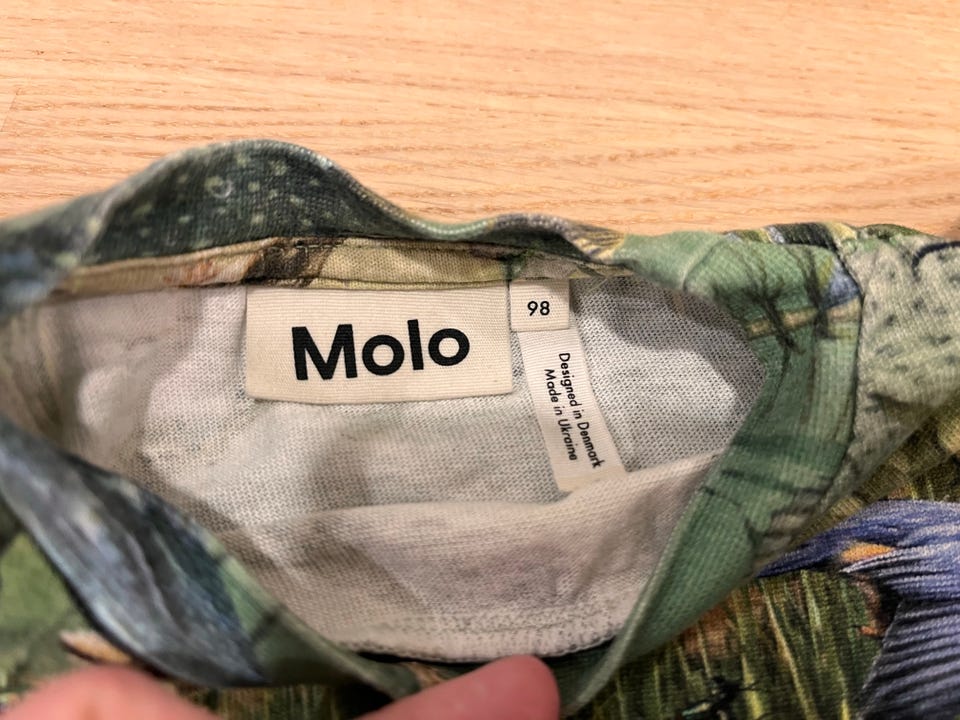 Molo
98
Designed in Denmark
Made in Ukraine